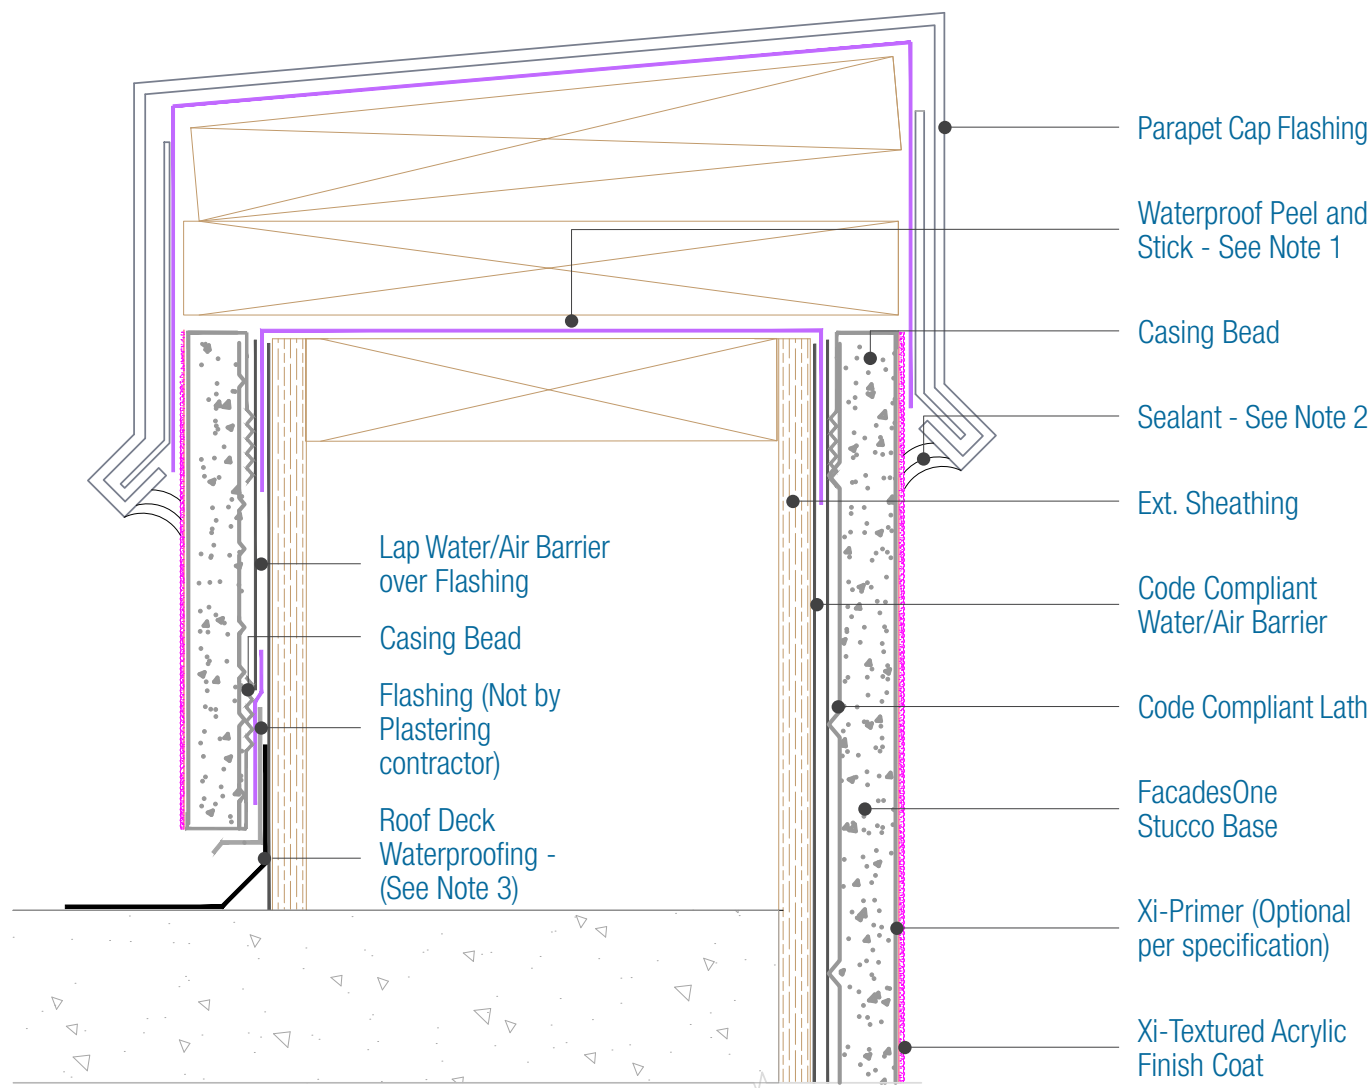 Parapet Cap Flashing
Waterproof Peel and
Stick - See Note 1
Casing Bead
Sealant - See Note 2
Ext. Sheathing
Code Compliant
Water/Air Barrier
Code Compliant Lath
FacadesOne
Stucco Base
Xi-Primer (Optional
per specification)
Xi-Textured Acrylic
Finish Coat
Lap Water/Air Barrier
over Flashing
Casing Bead
Flashing (Not by
Plastering
contractor)
Roof Deck
Waterproofing -
(See Note 3)